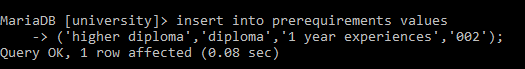 MariaDB [university]> insert into prerequirements values
-> ('higher diploma','diploma','1 year experiences','002');
Query OK, 1 row affected (0.08 sec)